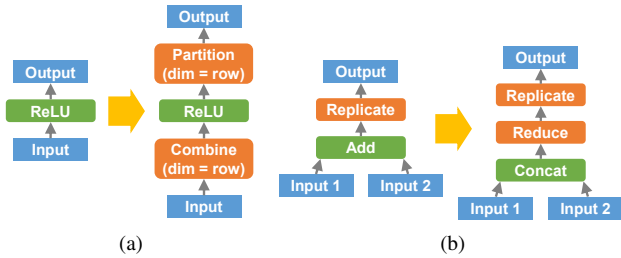 Output
ReLU
Input
Output
Partition
(dim = row)
ReLU
Combine
(dim = row)
Input
(a)
Output
Replicate
Add
Input 1 Input 2
Output
Replicate
Reduce
Concat
Input 1 Input 2
(b)